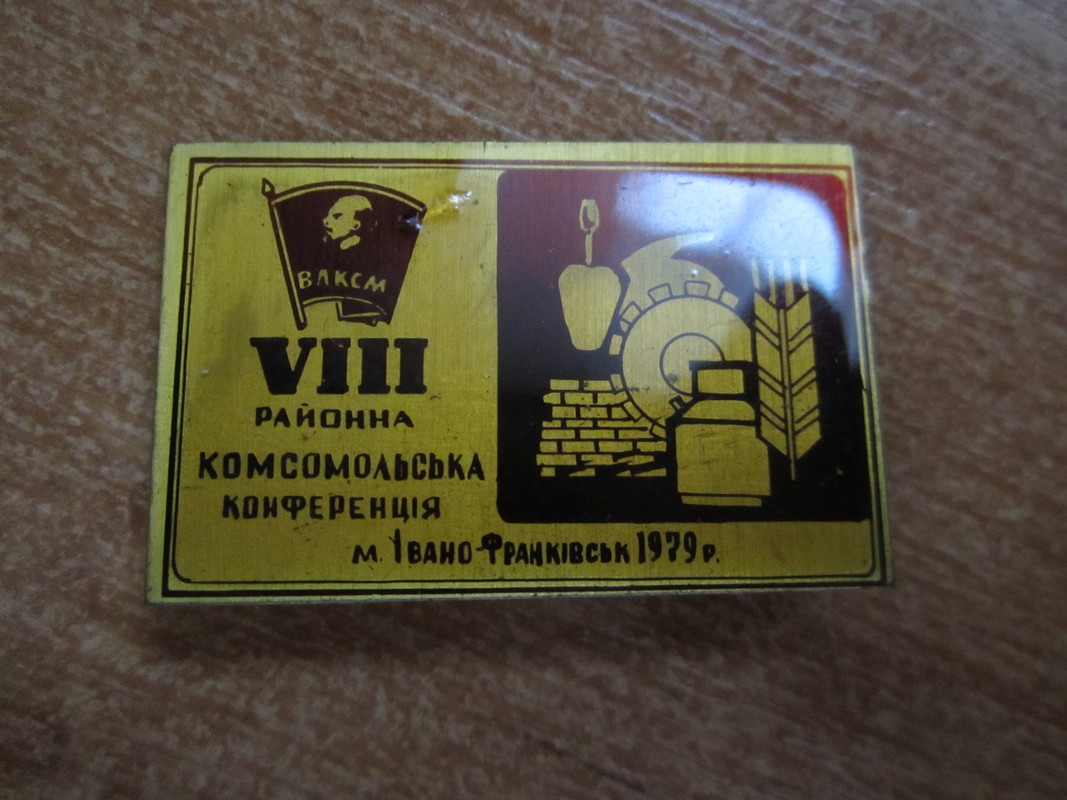 ВЛКСМ
VIII
РАЙОННА
КОМСОМОЛЬСЬКА
КОНФЕРЕНЦІЯ
м. ІВАНО-ФРАНКІВСЬК 1979 р.